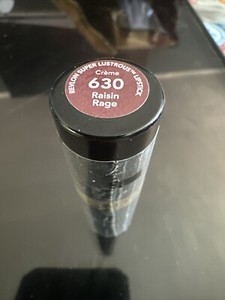 REVLON SUPER LUSTROUS™ LIPSTICK
Crème
630
Raisin
Rage